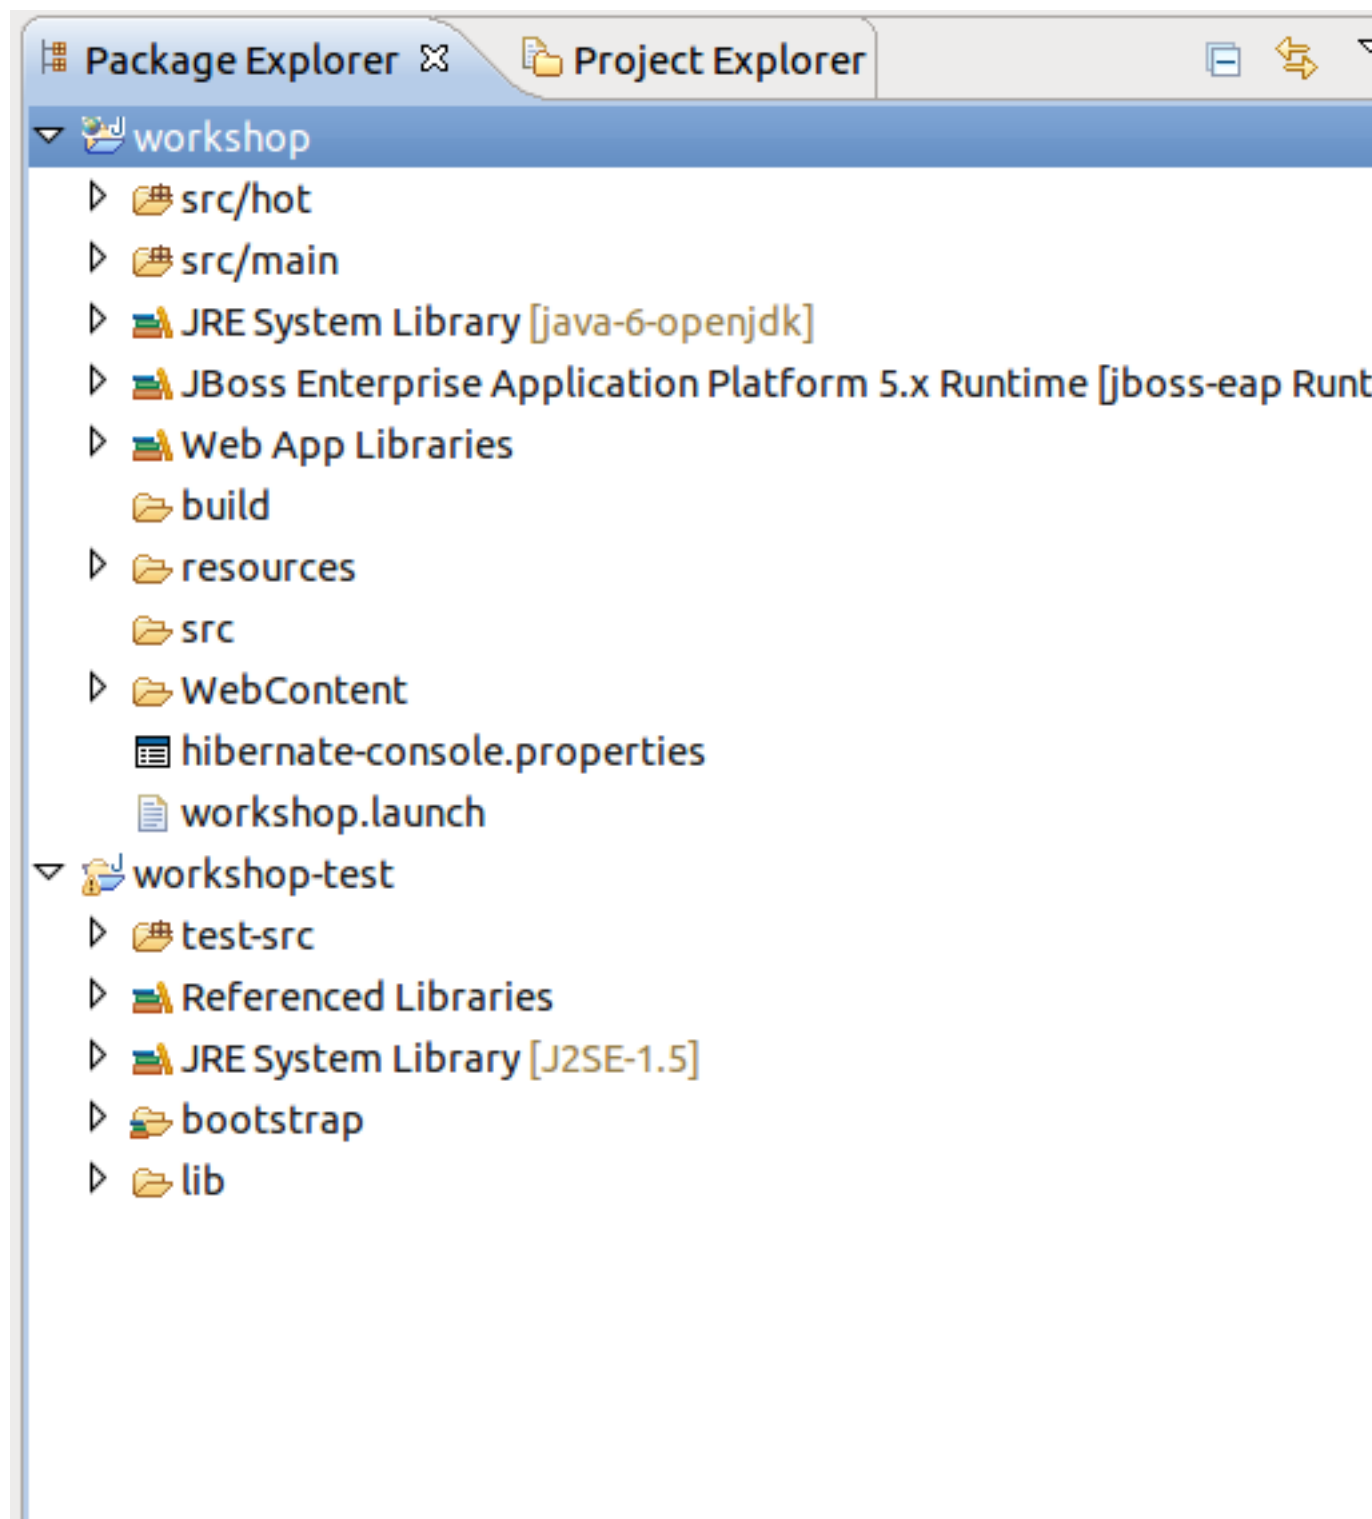 Package Explorer Project Explorer
workshop
src/hot
src/main
JRE System Library [java-6-openjdk]
JBoss Enterprise Application Platform 5.x Runtime [jboss-eap Runt
Web App Libraries
build
resources
src
WebContent
hibernate-console.properties
workshop.launch
workshop-test
test-src
Referenced Libraries
JRE System Library [J2SE-1.5]
bootstrap
lib